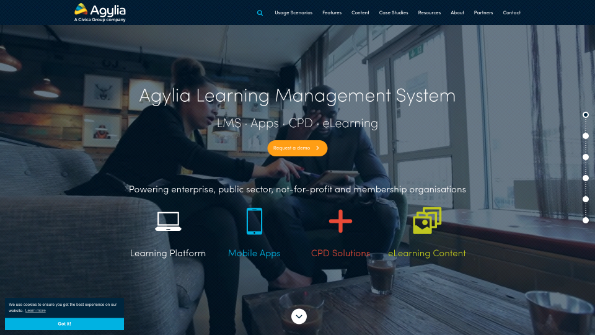 Agylia
A Civica Group company
Usage Scenarios Features Content Case Studies Resources About Partners Contact
Agylia Learning Management System
LMS · Apps · CPD · eLearning
Request a demo
Powering enterprise, public sector, not-for-profit and membership organisations
Learning Platform Mobile Apps CPD Solutions eLearning Content
We use cookies to ensure you get the best experience on our
website. Learn more
Got it!